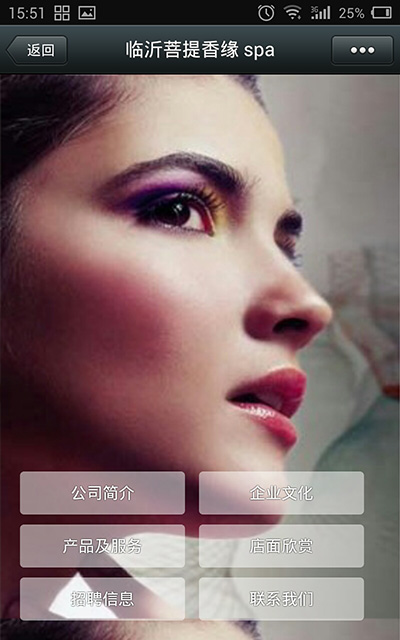 15:51
3G
25%
返回
临沂菩提香缘 spa
公司简介
企业文化
产品及服务
店面欣赏
招聘信息
联系我们